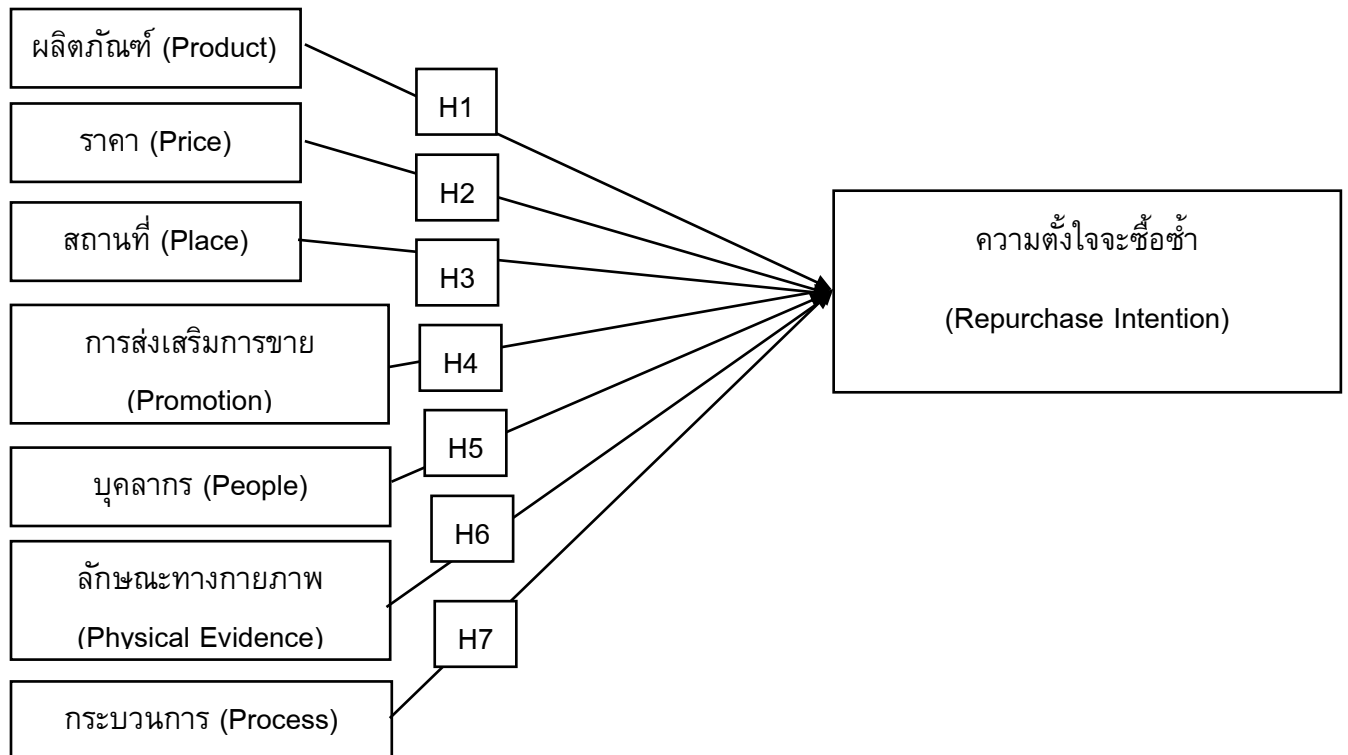 ผลิตภัณฑ์ (Product)
H1
ราคา (Price)
H2
สถานที่ (Place)
H3
การส่งเสริมการขาย
(Promotion)
H4
บุคลากร (People)
H5
ลักษณะทางกายภาพ
(Physical Evidence)
H6
กระบวนการ (Process)
H7
ความตั้งใจจะซื้อซ้ำ
(Repurchase Intention)